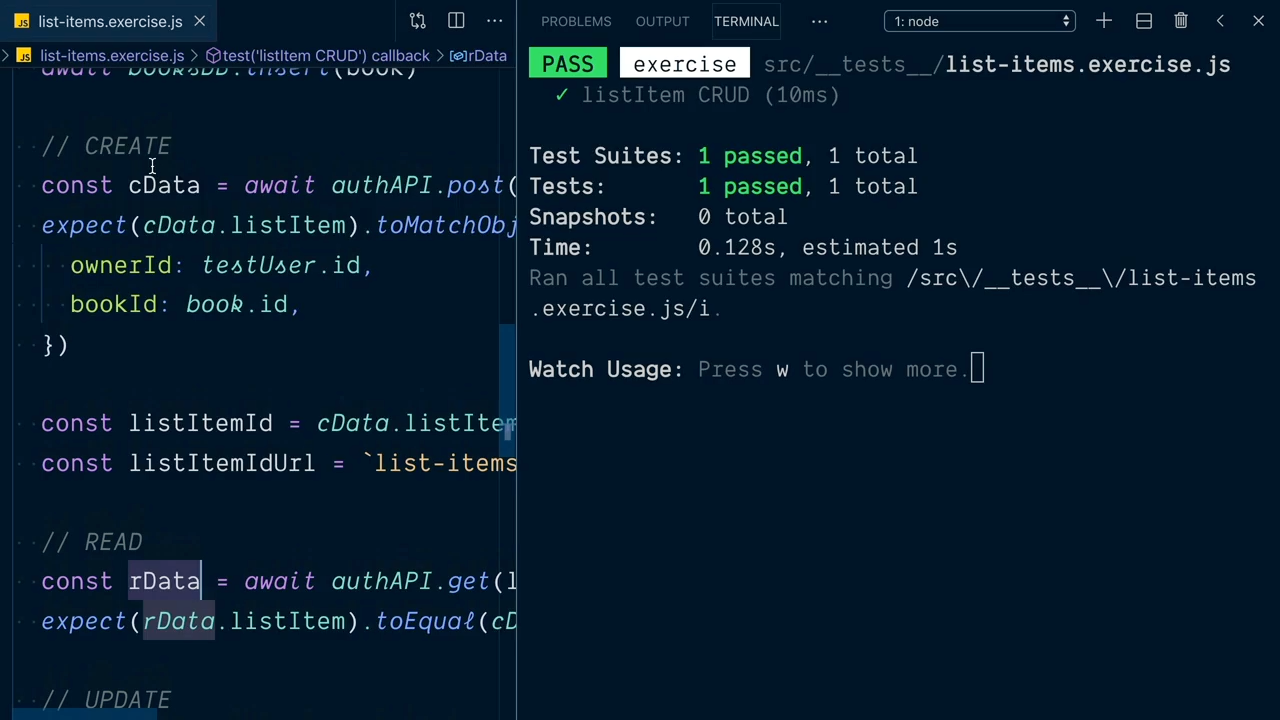 JS list-items.exercise.js
JS list-items.exercise.js test('listItem CRUD') callback rData
await booksDB.insert(book)
// CREATE
const cData = await authAPI.post(
expect(cData.listItem).toMatchObj
ownerId: testUser.id,
bookId: book.id,
})
const listItemId = cData.listItem
const listItemIdUrl = `list-items
// READ
const rData = await authAPI.get(l
expect(rData.listItem).toEqual(cD
// UPDATE
PROBLEMS OUTPUT TERMINAL ··· 1: node
PASS exercise src/__tests__/list-items.exercise.js
✓ listItem CRUD (10ms)
Test Suites: 1 passed, 1 total
Tests: 1 passed, 1 total
Snapshots: 0 total
Time: 0.128s, estimated 1s
Ran all test suites matching /src\/__tests__\/list-items
.exercise.js/i.
Watch Usage: Press w to show more.